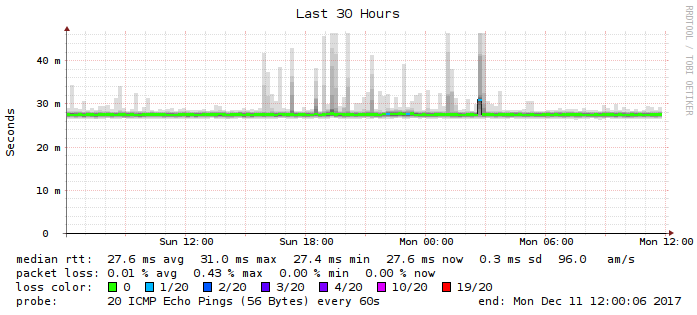 Last 30 Hours
RRDTOOL / TOBI OETIKER
Seconds
40 m
30 m
20 m
10 m
0
Sun 12:00 Sun 18:00 Mon 00:00 Mon 06:00 Mon 12:00
median rtt: 27.6 ms avg 31.0 ms max 27.4 ms min 27.6 ms now 0.3 ms sd 96.0 am/s
packet loss: 0.01 % avg 0.43 % max 0.00 % min 0.00 % now
loss color: 0 1/20 2/20 3/20 4/20 10/20 19/20
probe: 20 ICMP Echo Pings (56 Bytes) every 60s end: Mon Dec 11 12:00:06 2017